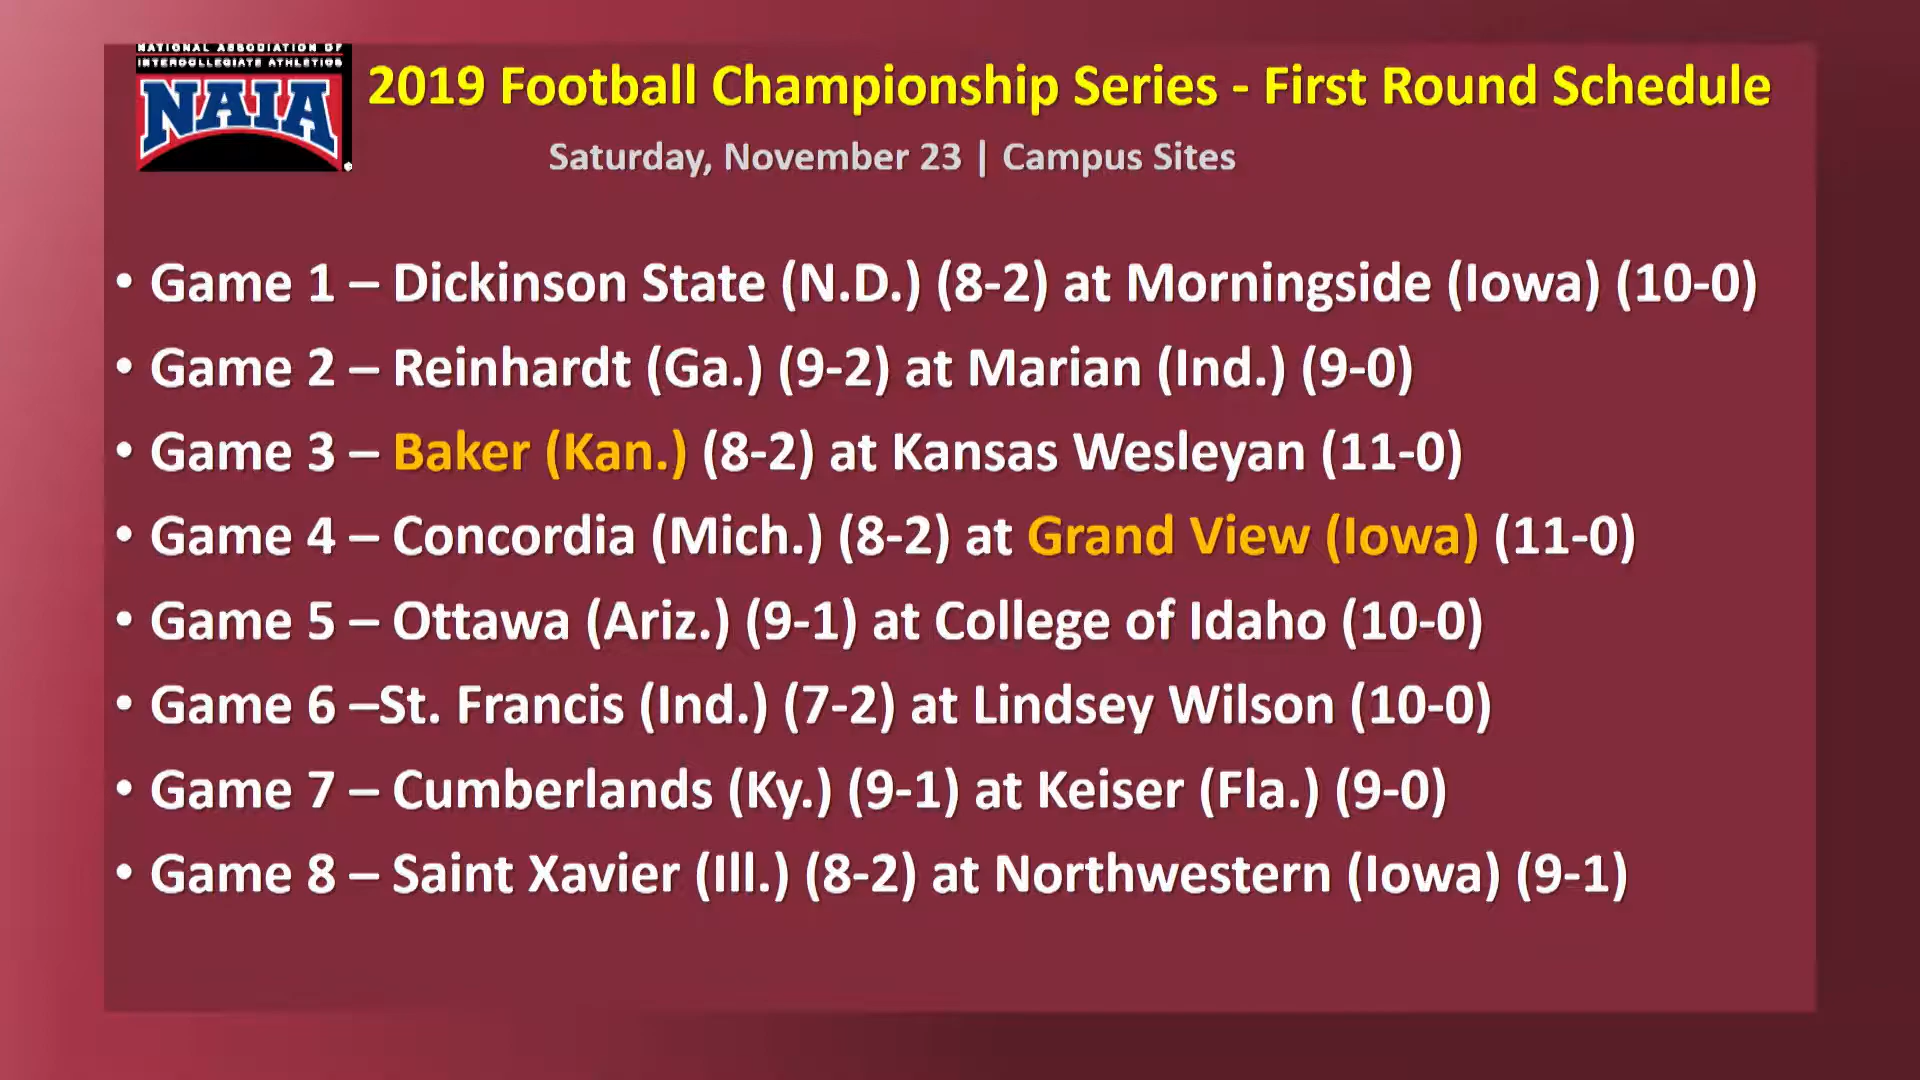 NATIONAL ASSOCIATION OF
INTERCOLLEGIATE ATHLETICS
NAIA
2019 Football Championship Series - First Round Schedule
Saturday, November 23 | Campus Sites
• Game 1 – Dickinson State (N.D.) (8-2) at Morningside (Iowa) (10-0)
• Game 2 – Reinhardt (Ga.) (9-2) at Marian (Ind.) (9-0)
• Game 3 – Baker (Kan.) (8-2) at Kansas Wesleyan (11-0)
• Game 4 – Concordia (Mich.) (8-2) at Grand View (Iowa) (11-0)
• Game 5 – Ottawa (Ariz.) (9-1) at College of Idaho (10-0)
• Game 6 –St. Francis (Ind.) (7-2) at Lindsey Wilson (10-0)
• Game 7 – Cumberlands (Ky.) (9-1) at Keiser (Fla.) (9-0)
• Game 8 – Saint Xavier (Ill.) (8-2) at Northwestern (Iowa) (9-1)